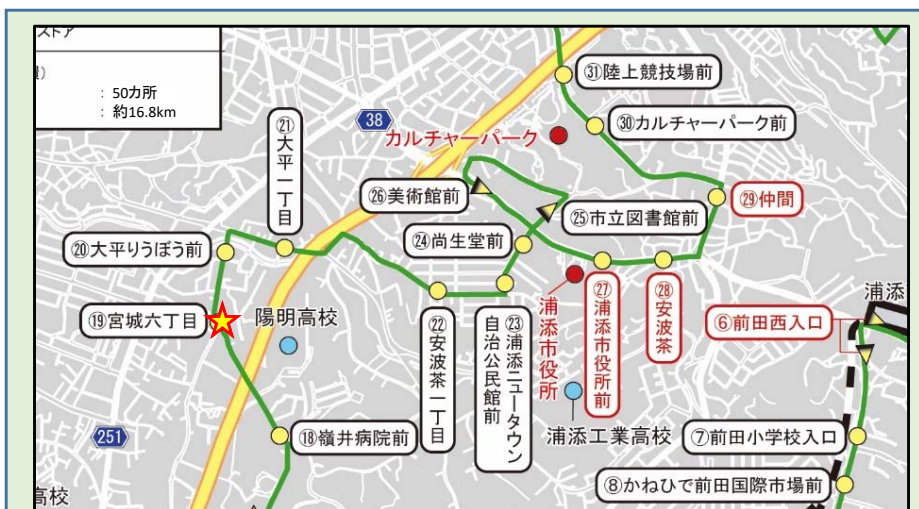 ストア
：50カ所
：約16.8km
38
㉛陸上競技場前
㉚カルチャーパーク前
カルチャーパーク
㉑大平一丁目
㉖美術館前
㉙仲間
㉕市立図書館前
⑳大平りうぼう前
㉔尚生堂前
⑲宮城六丁目
陽明高校
㉒安波茶一丁目
㉓浦添ニュータウン
自治公民館前
浦添市役所
㉗浦添市役所前
㉘安波茶
浦添
⑥前田西入口
251
⑱嶺井病院前
浦添工業高校
⑦前田小学校入口
⑧かねひで前田国際市場前
高校